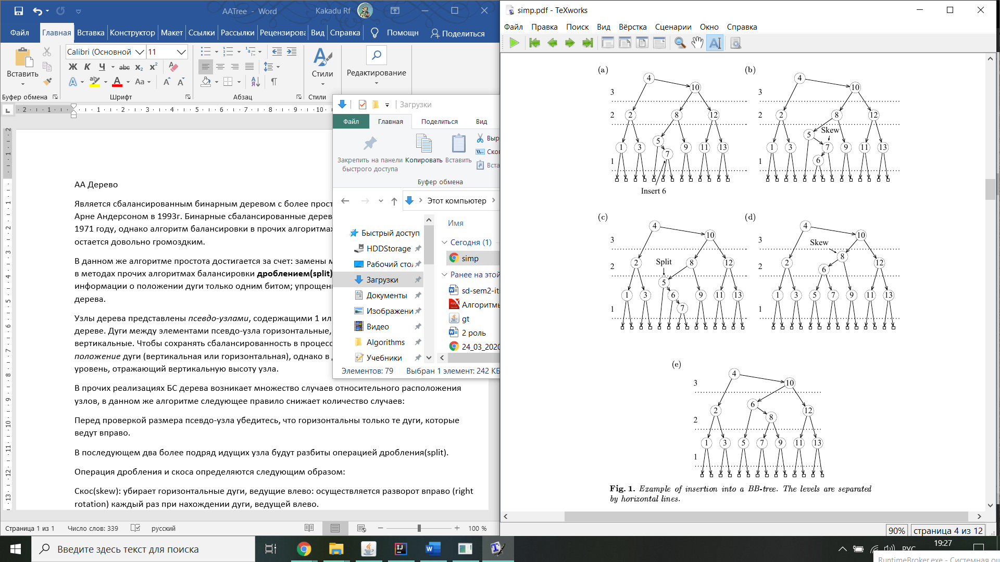 AATree - Word
Kakadu Rf
Файл Главная Вставка Конструктор Макет Ссылки Рассылки Рецензирова Вид Справка Помощн Поделиться
Calibri (Основной 11
Ж К Ч abc x₂ x²
Вставить
Стили
Редактирование
Буфер обмена Шрифт Абзац Стили
АА Дерево
Является сбалансированным бинарным деревом с более прост
Арне Андерсоном в 1993г. Бинарные сбалансированные дерев
1971 году, однако алгоритм балансировки в прочих алгоритмах
остается довольно громоздким.
В данном же алгоритме простота достигается за счет: замены м
в методах прочих алгоритмах балансировки дроблением(split)
информации о положении дуги только одним битом; упрощени
дерева.
Узлы дерева представлены псевдо-узлами, содержащими 1 ил
дереве. Дуги между элементами псевдо-узла горизонтальные,
вертикальные. Чтобы сохранять сбалансированность в процесс
положение дуги (вертикальная или горизонтальная), однако в д
уровень, отражающий вертикальную высоту узла.
В прочих реализациях БС дерева возникает множество случаев относительного расположения
узлов, в данном же алгоритме следующее правило снижает количество случаев:
Перед проверкой размера псевдо-узла убедитесь, что горизонтальны только те дуги, которые
ведут вправо.
В последующем два более подряд идущих узла будут разбиты операцией дробления(split).
Операция дробления и скоса определяются следующим образом:
Скос(skew): убирает горизонтальные дуги, ведущие влево: осуществляется разворот вправо (right
rotation) каждый раз при нахождении дуги, ведущей влево.
Страница 1 из 1 Число слов: 339 русский 100 %
Загрузки
Файл Главная Поделиться Вид
Закрепить на панели
быстрого доступа
Копировать
Вставить
Выр
Ско
Вста
Буфер обмена
Этот компьютер
Имя
Быстрый доступ
HDDStorage
Рабочий стол
Загрузки
Документы
Изображени
Видео
Algorithms
Учебники
Сегодня (1)
simp
Ранее на этой
sd-sem2-it
Алгоритмы
gt
2 роль
24_03_2020
Элементов: 79 Выбран 1 элемент: 242 КБ
simp.pdf - TeXworks
Файл Правка Поиск Вид Вёрстка Сценарии Окно Справка
(a)
4
10
3
2 2 8 12
5
1 3 7 9 11 13
1
Insert 6
(b)
4
10
3
2 2 8 12
Skew
5
1 3 7 9 11 13
1 6
(c)
4
10
3
Split
2 2 8 12
5
1 3 6 9 11 13
1 7
(d)
4
10
3
Skew
8
2 2 6 12
1 3 5 7 9 11 13
1
(e)
4
3 10
6
2 12
2 8
1 3 5 7 9 11 13
1
Fig. 1. Example of insertion into a BB-tree. The levels are separated
by horizontal lines.
90% страница 4 из 12
Введите здесь текст для поиска
РУС
19:27
RuntimeBroker.exe - Системная ош